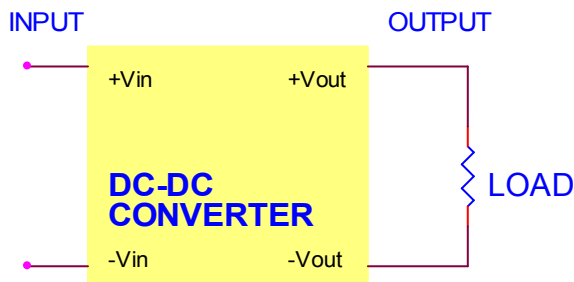 INPUT
OUTPUT
+Vin
+Vout
DC-DC
CONVERTER
LOAD
-Vin
-Vout